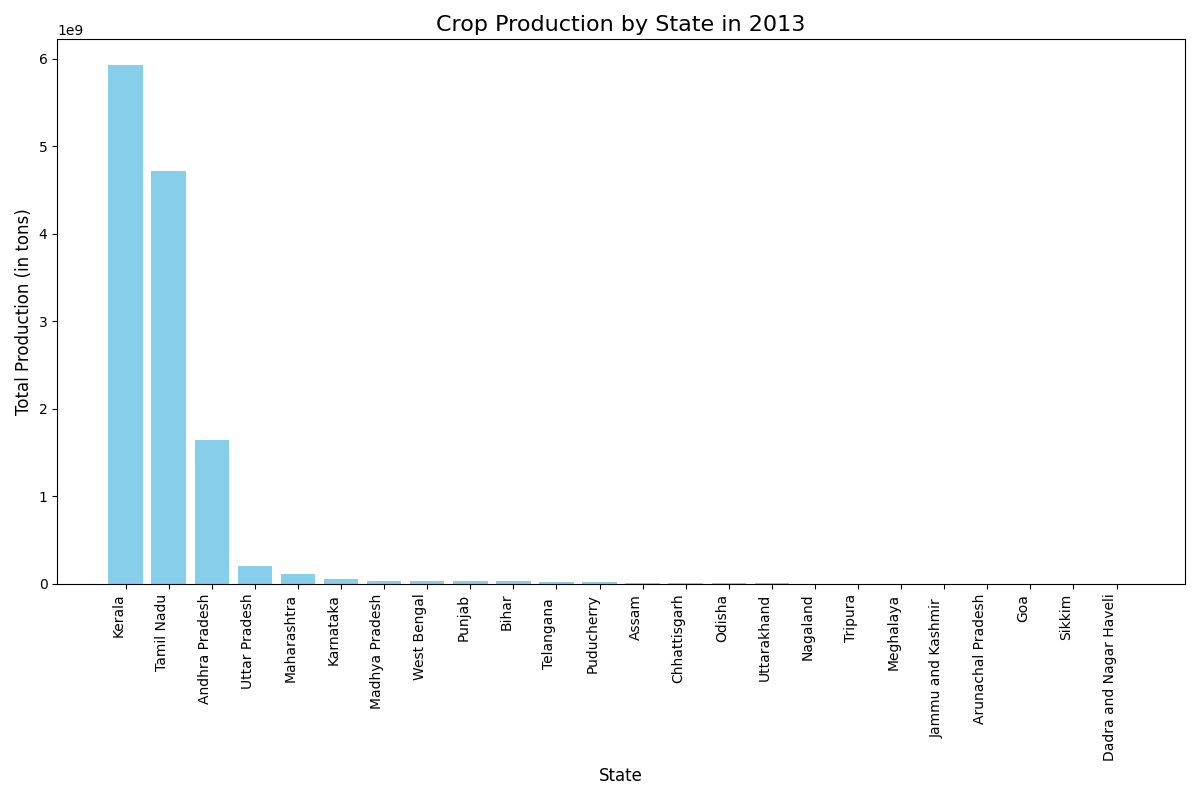 Crop Production by State in 2013
1e9
6
5
4
3
2
1
0
Total Production (in tons)
Kerala
Tamil Nadu
Andhra Pradesh
Uttar Pradesh
Maharashtra
Karnataka
Madhya Pradesh
West Bengal
Punjab
Bihar
Telangana
Puducherry
Assam
Chhattisgarh
Odisha
Uttarakhand
Nagaland
Tripura
Meghalaya
Jammu and Kashmir
Arunachal Pradesh
Goa
Sikkim
Dadra and Nagar Haveli
State